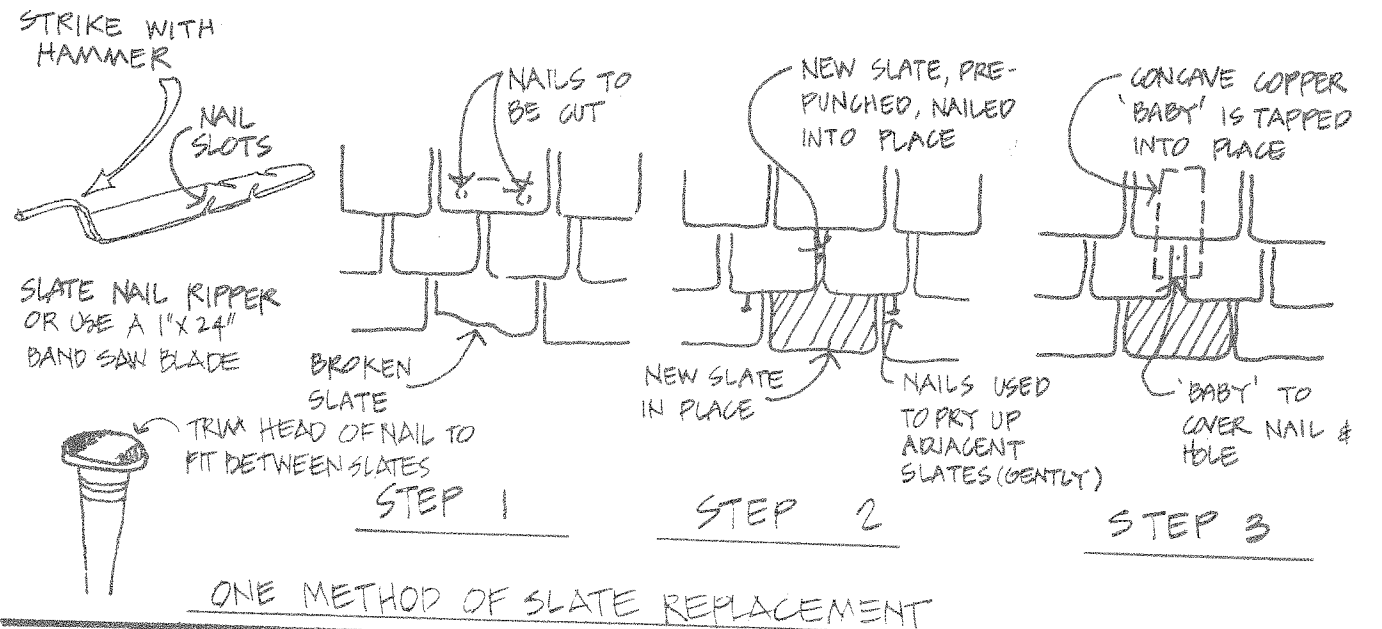 STRIKE WITH
HAMMER
NAIL
SLOTS
SLATE NAIL RIPPER
OR USE A 1"X 24"
BAND SAW BLADE
TRIM HEAD OF NAIL TO
FIT BETWEEN SLATES
NAILS TO
BE CUT
BROKEN
SLATE
STEP 1
NEW SLATE, PRE-
PUNCHED, NAILED
INTO PLACE
NEW SLATE
IN PLACE
NAILS USED
TO PRY UP
ADJACENT
SLATES (GENTLY)
STEP 2
CONCAVE COPPER
'BABY' IS TAPPED
INTO PLACE
'BABY' TO
COVER NAIL &
HOLE
STEP 3
ONE METHOD OF SLATE REPLACEMENT